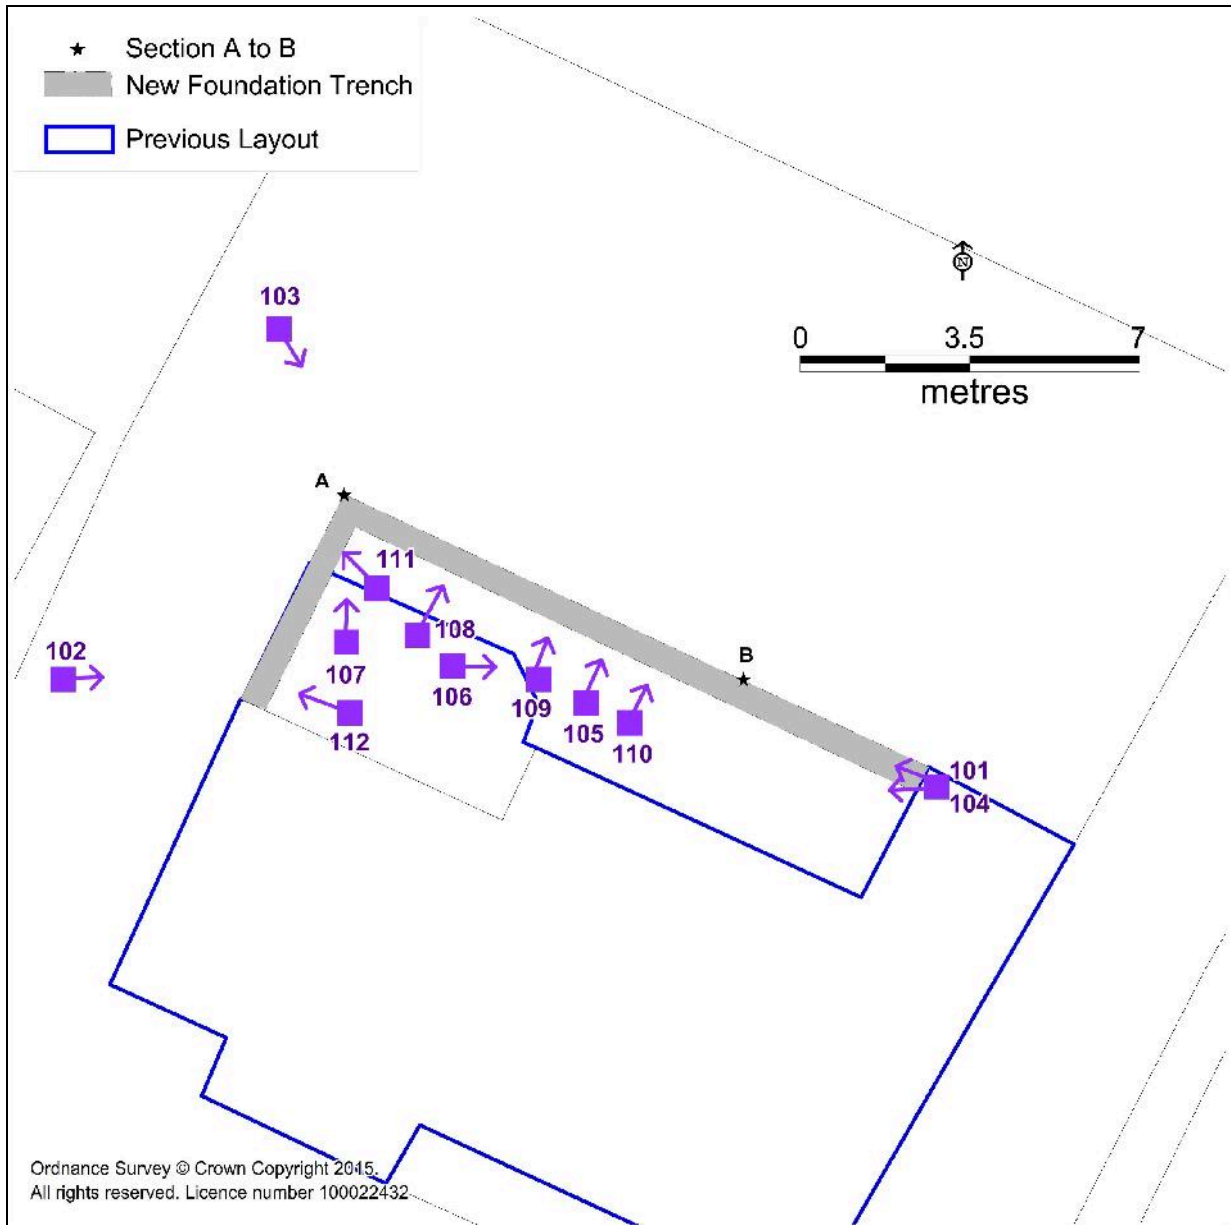 Section A to B
New Foundation Trench
Previous Layout
N
0 3.5 7
metres
103
A
111
108
107
102
106
B
109
105
110
112
101
104
Ordnance Survey © Crown Copyright 2015.
All rights reserved. Licence number 100022432